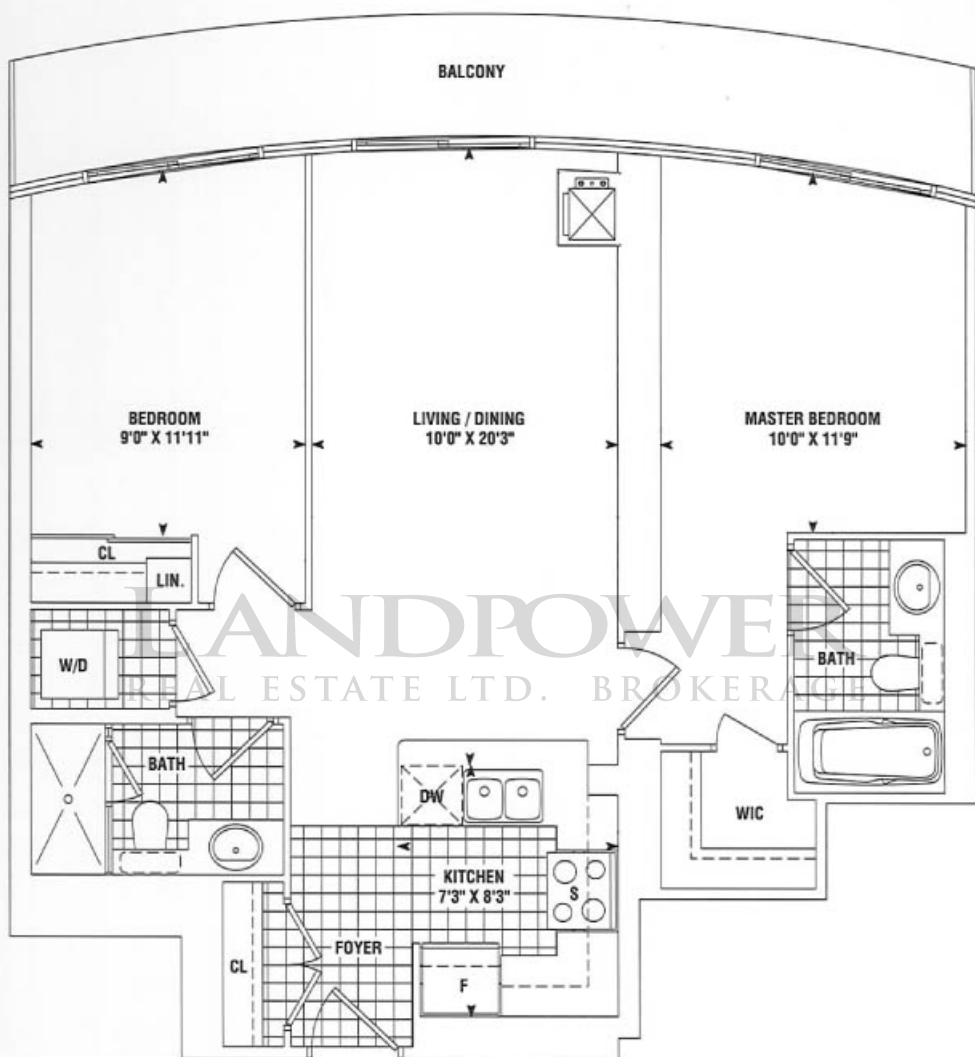 BALCONY
BEDROOM
9'0" X 11'11"
LIVING / DINING
10'0" X 20'3"
MASTER BEDROOM
10'0" X 11'9"
CL
LIN.
LANDPOWER
W/D
BATH
REAL ESTATE LTD. BROKERAGE
BATH
DW
WIC
KITCHEN
7'3" X 8'3"
S
FOYER
CL
F